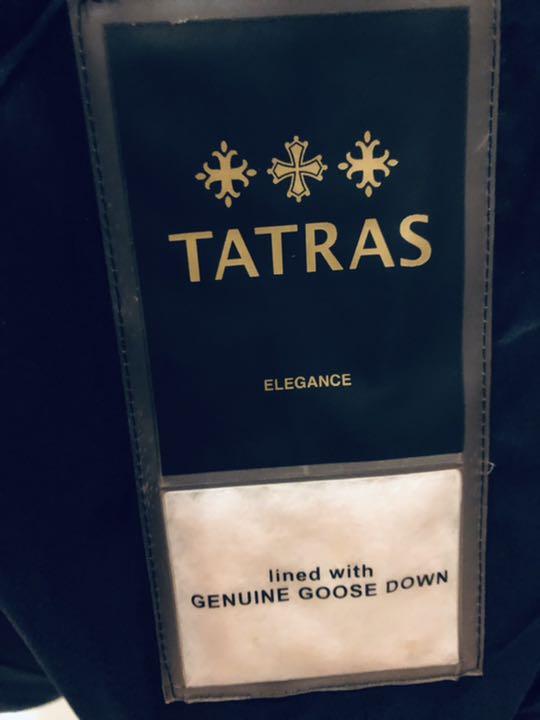 TATRAS
ELEGANCE
lined with
GENUINE GOOSE DOWN